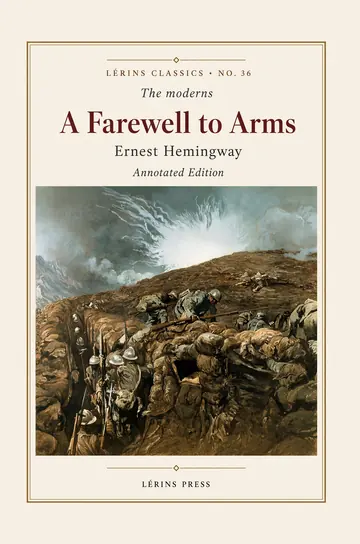 LÉRINS CLASSICS • NO. 36
The moderns
A Farewell to Arms
Ernest Hemingway
Annotated Edition
LÉRINS PRESS